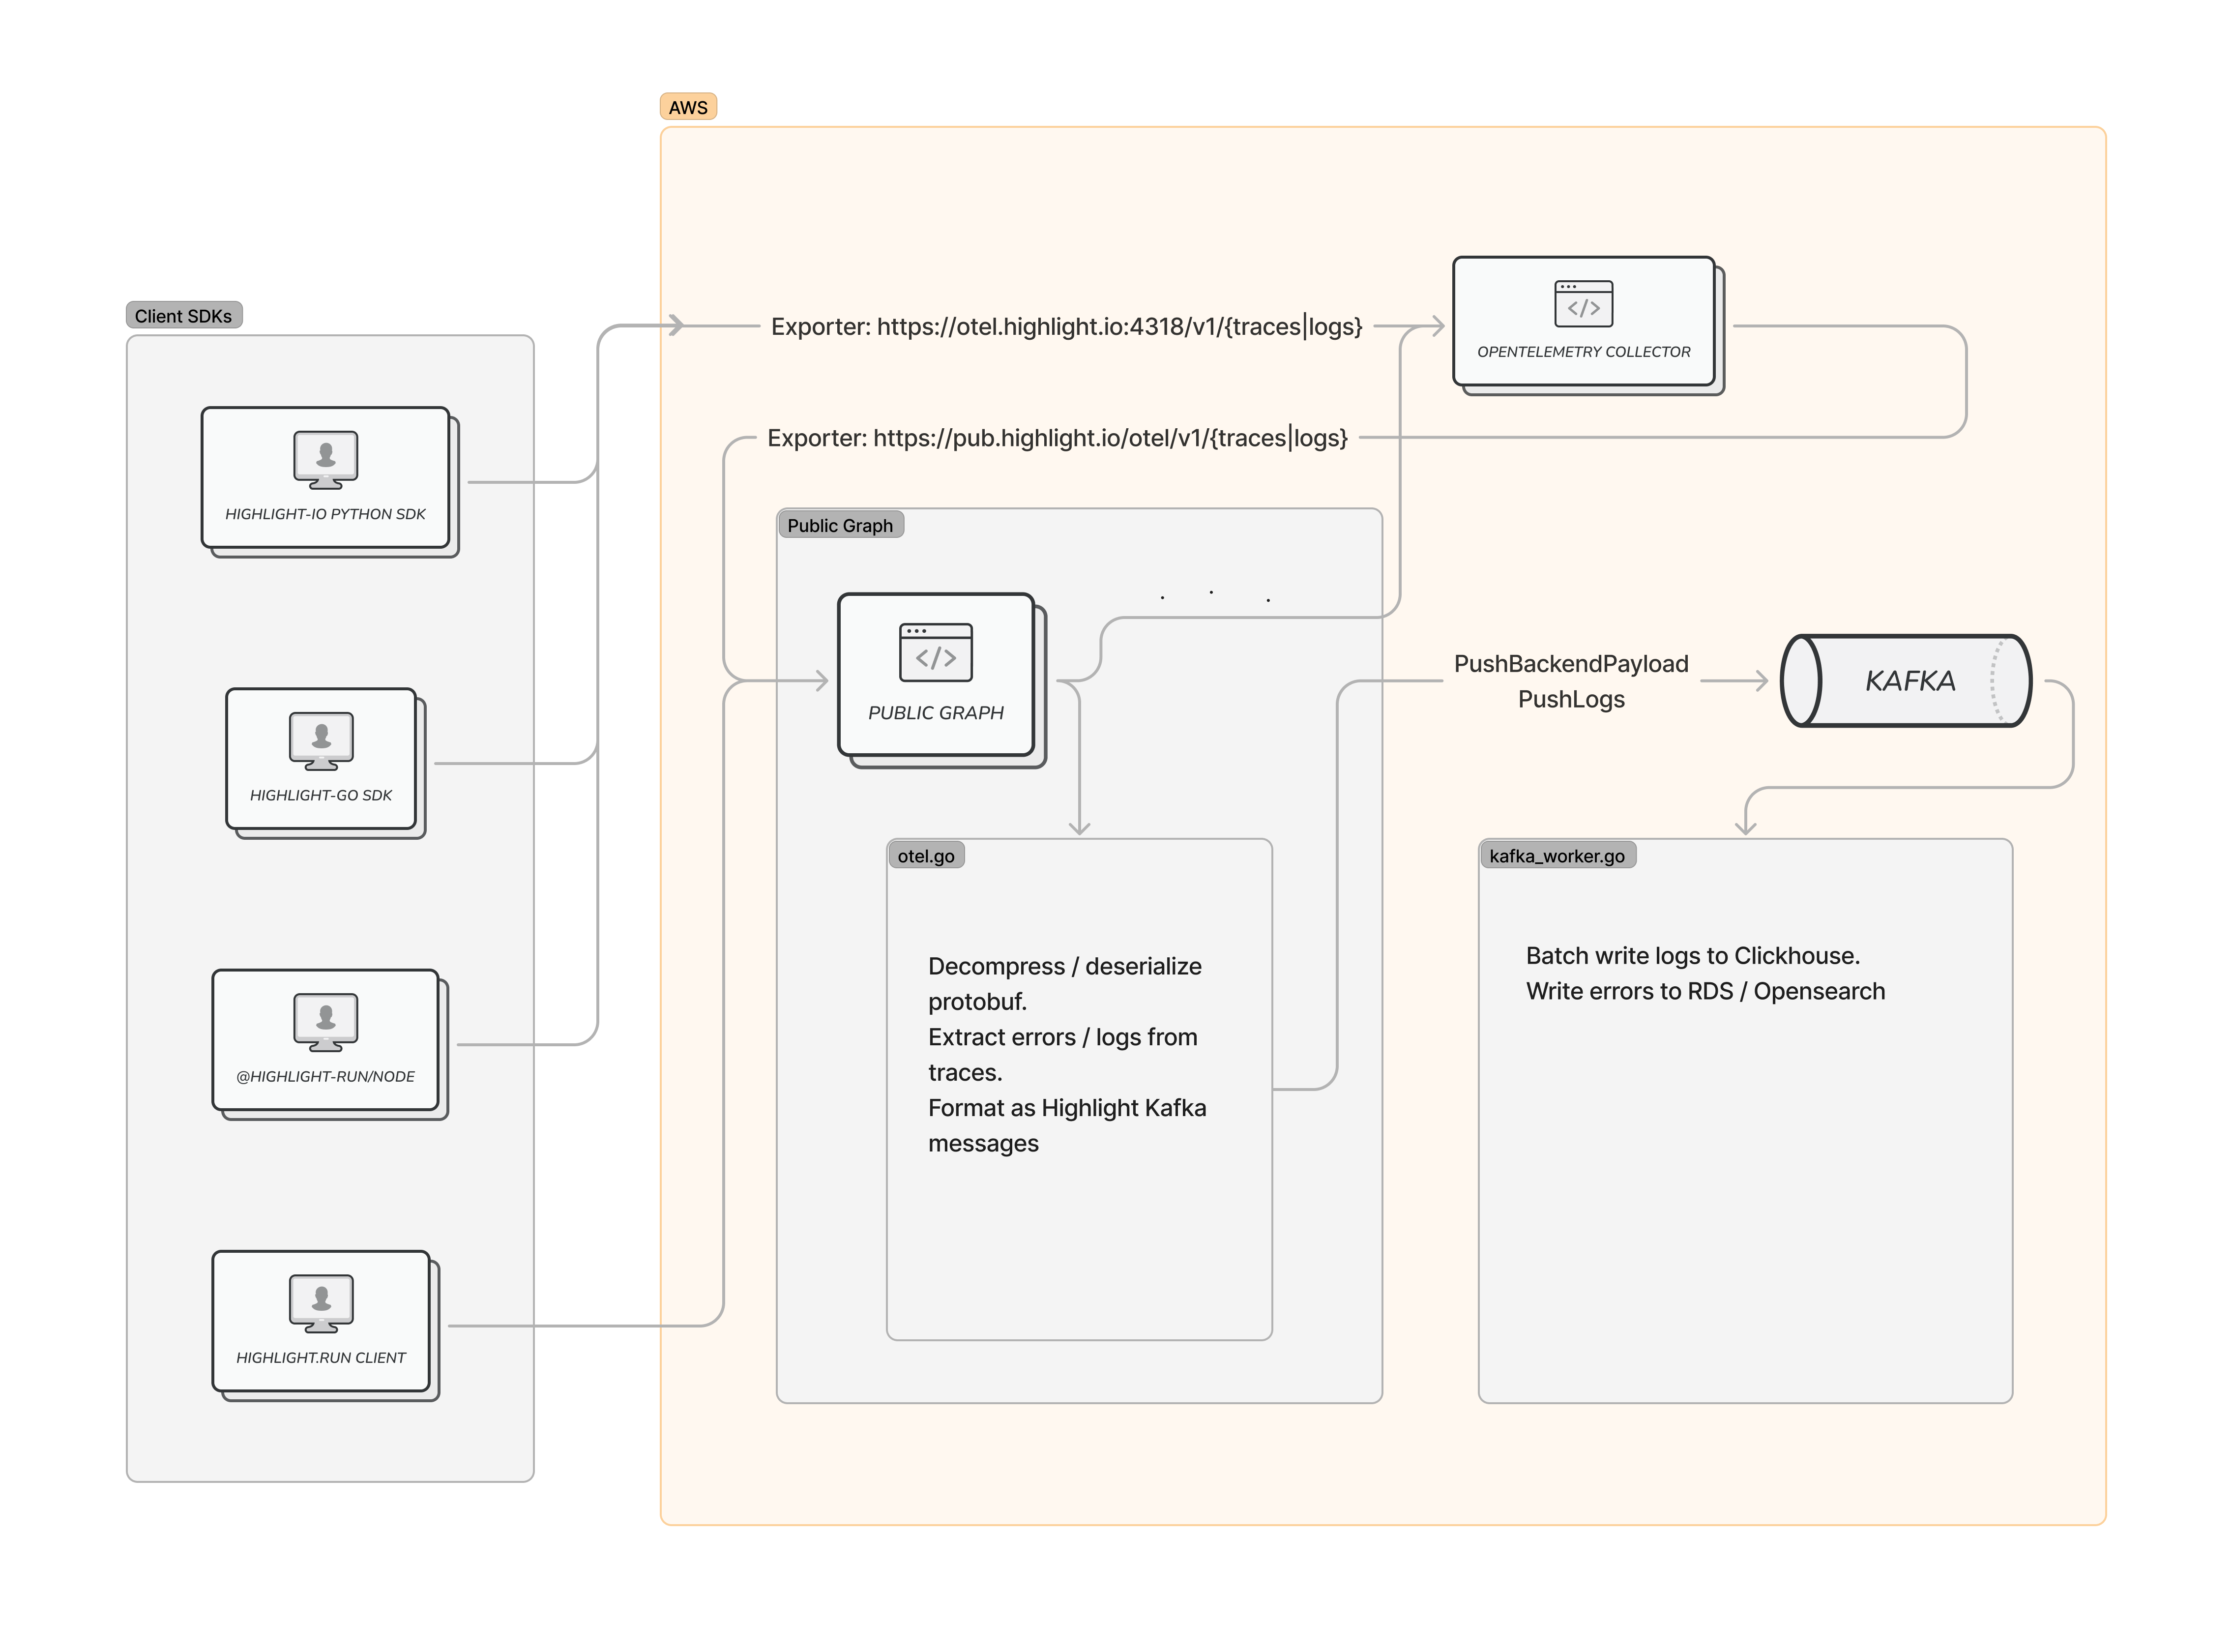 AWS
Client SDKs
Exporter: https://otel.highlight.io:4318/v1/{traces|logs}
OPENTELEMETRY COLLECTOR
Exporter: https://pub.highlight.io/otel/v1/{traces|logs}
HIGHLIGHT-IO PYTHON SDK
Public Graph
PUBLIC GRAPH
PushBackendPayload
PushLogs
KAFKA
HIGHLIGHT-GO SDK
otel.go
Decompress / deserialize
protobuf.
Extract errors / logs from
traces.
Format as Highlight Kafka
messages
kafka_worker.go
Batch write logs to Clickhouse.
Write errors to RDS / Opensearch
@HIGHLIGHT-RUN/NODE
HIGHLIGHT.RUN CLIENT